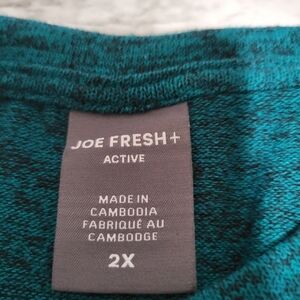 JOE FRESH+
ACTIVE
MADE IN
CAMBODIA
FABRIQUÉ AU
CAMBODGE
2X